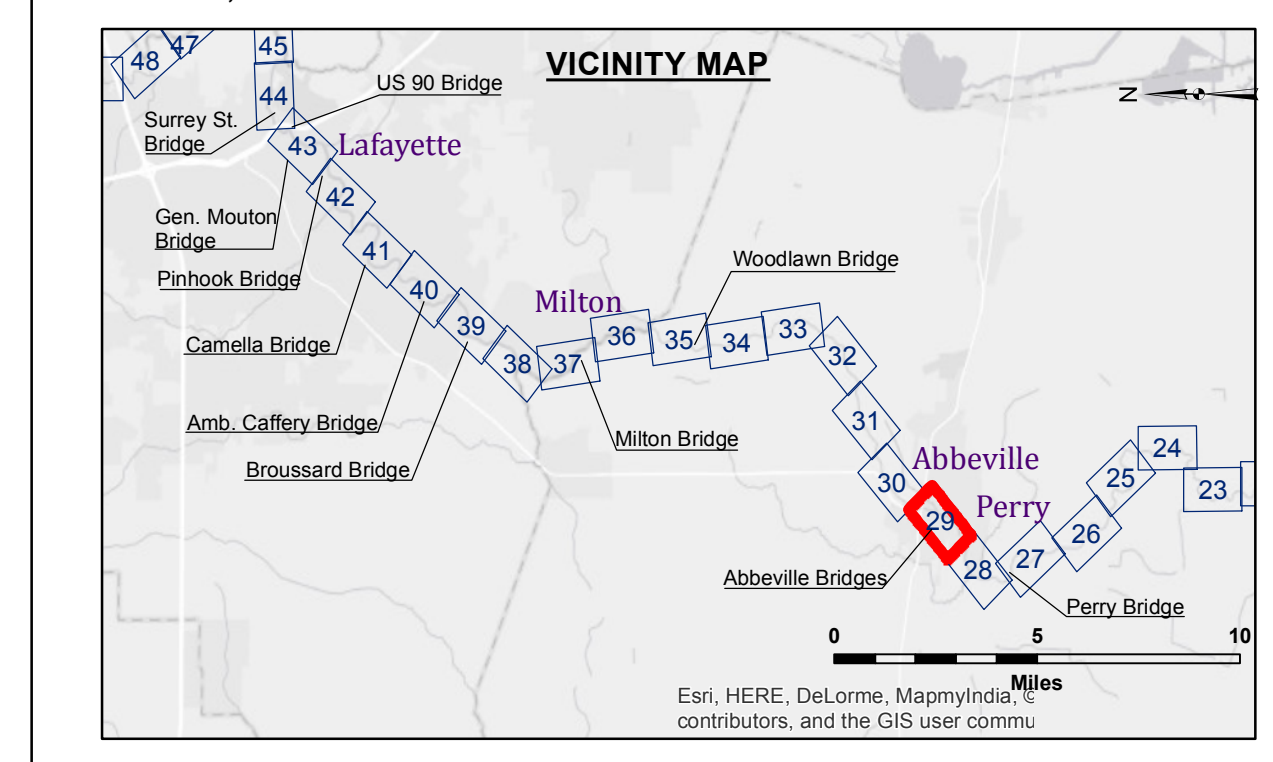 VICINITY MAP
48
47
45
44
US 90 Bridge
Surrey St.
Bridge
43
Lafayette
N
42
Gen. Mouton
Bridge
41
Pinhook Bridge
40
Woodlawn Bridge
Milton
39
36
35
34
33
Camella Bridge
38
37
32
Amb. Caffery Bridge
31
Milton Bridge
Broussard Bridge
Abbeville
24
30
25
23
29
Perry
26
28
27
Abbeville Bridges
Perry Bridge
0
5
10
Miles
Esri, HERE, DeLorme, MapmyIndia, ©
contributors, and the GIS user commu